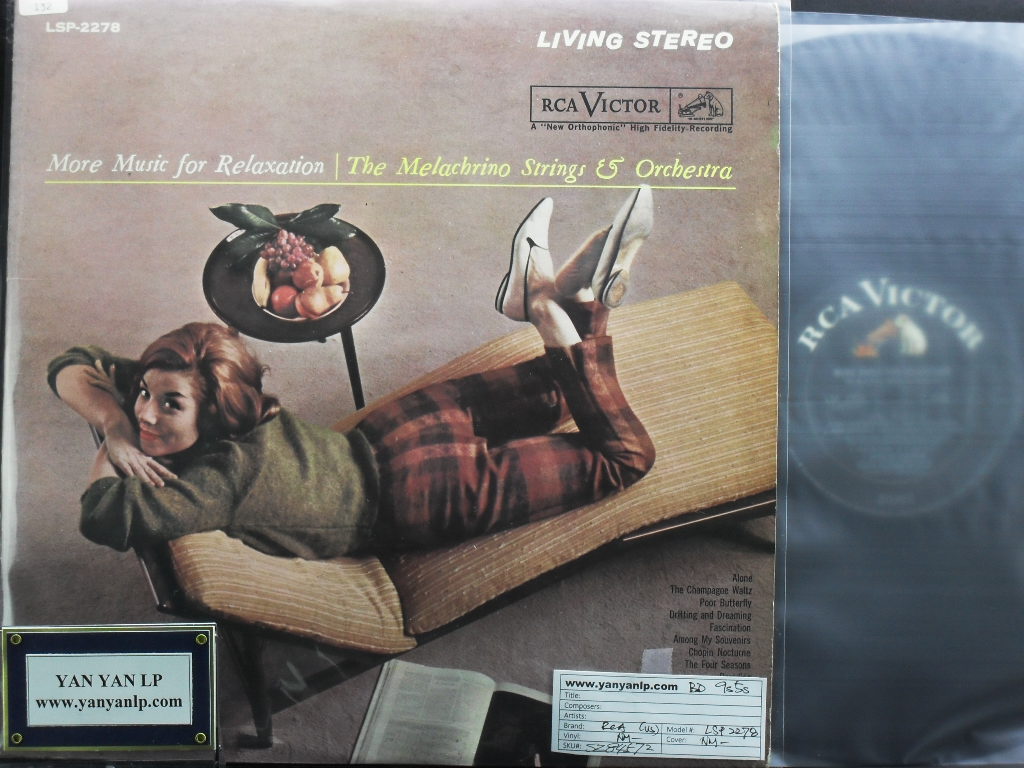 192
LSP-2278
LIVING STEREO
RCA VICTOR
A "New Orthophonic" High Fidelity Recording
More Music for Relaxation | The Melachrino Strings & Orchestra
RCA VICTOR
Alone
The Champagne Waltz
Poor Butterfly
Drifting and Dreaming
Fascination
Among My Souvenirs
Chopin Nocturne
The Four Seasons
YAN YAN LP
www.yanyanlp.com
www.yanyanlp.com BD 9s5s
Title:
Composers:
Artists:
Brand: RCA (US) Model#: LSP 2278
Vinyl: NM- Cover: NM-
SKU#: